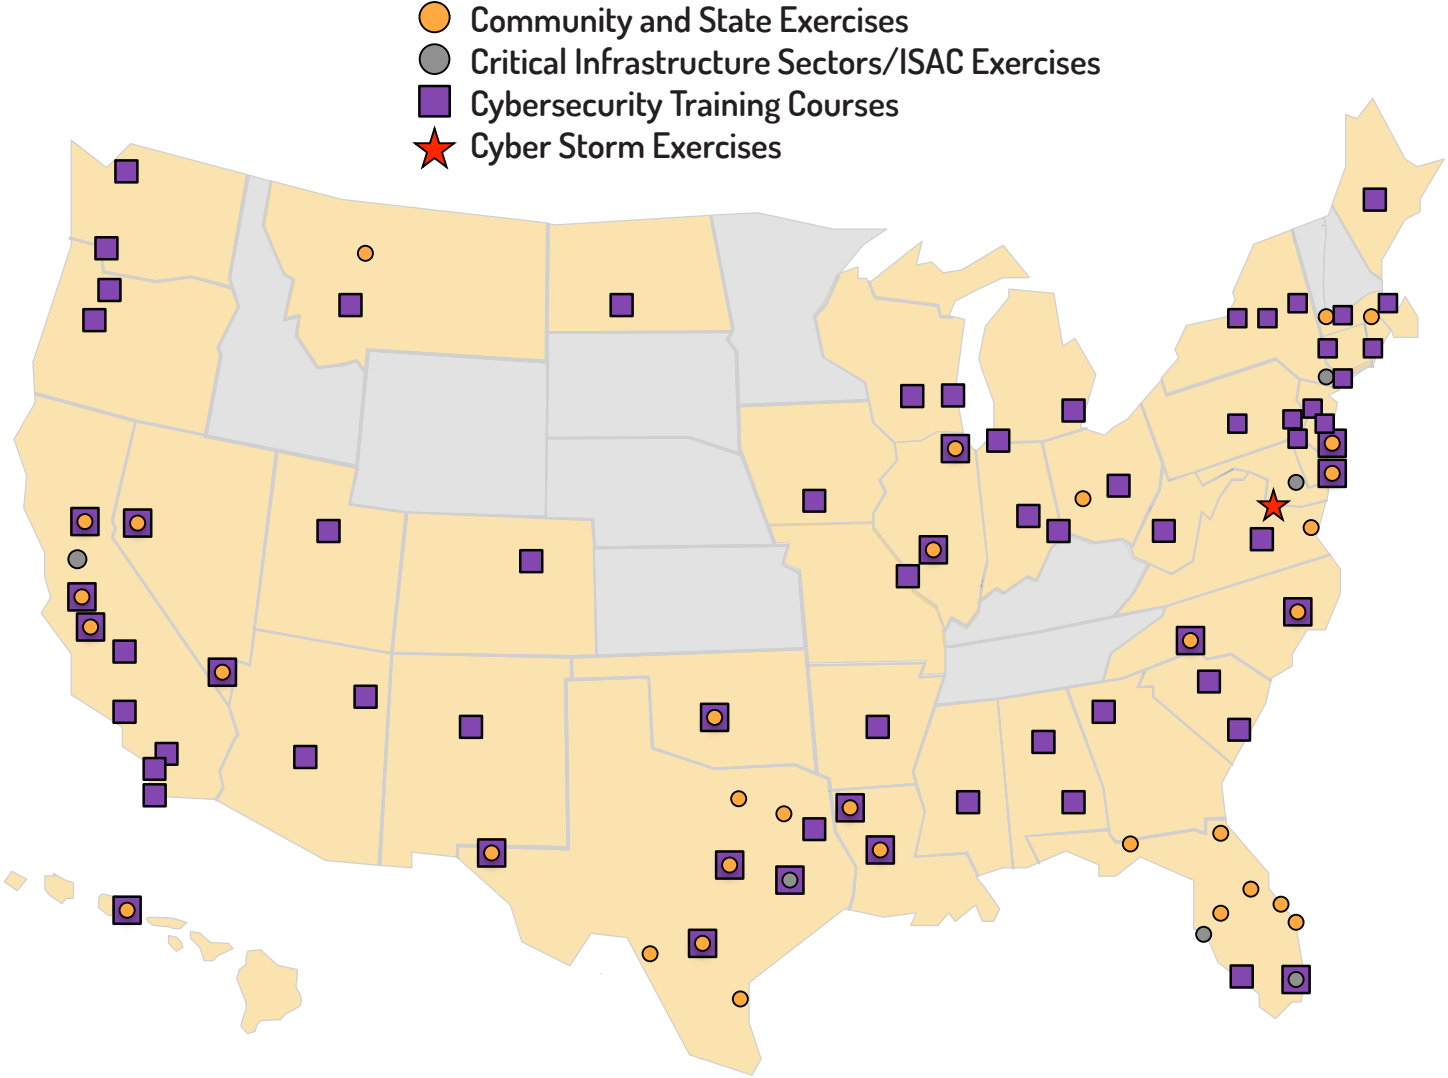 Community and State Exercises
Critical Infrastructure Sectors/ISAC Exercises
Cybersecurity Training Courses
Cyber Storm Exercises